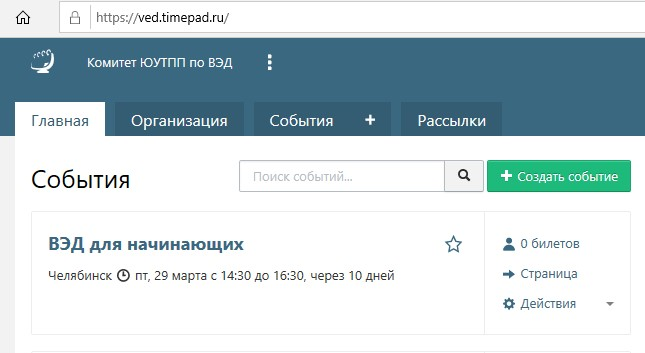 https://ved.timepad.ru/
Комитет ЮУТПП по ВЭД
Главная Организация События + Рассылки
События
Поиск событий...
+ Создать событие
ВЭД для начинающих
Челябинск пт, 29 марта с 14:30 до 16:30, через 10 дней
0 билетов
Страница
Действия